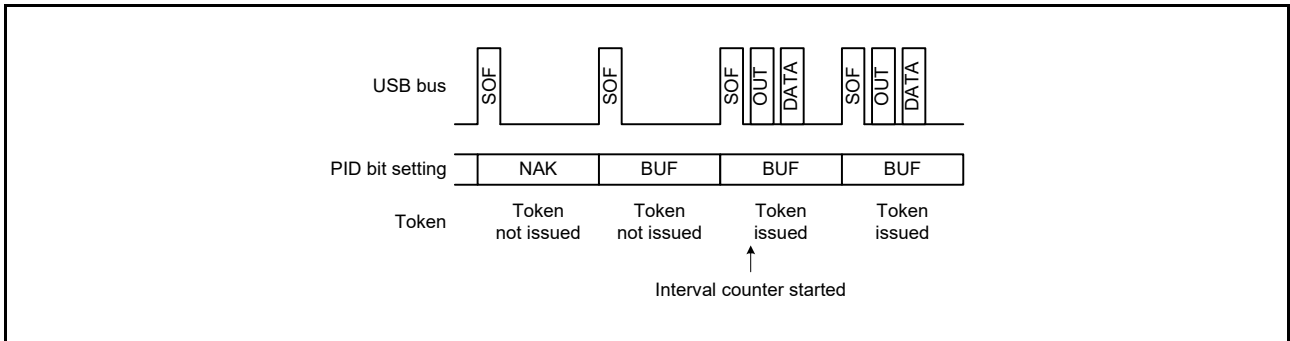 USB bus
SOF
SOF
SOF
OUT
DATA
SOF
OUT
DATA
PID bit setting
NAK
BUF
BUF
BUF
Token
Token
not issued
Token
not issued
Token
issued
Token
issued
Interval counter started